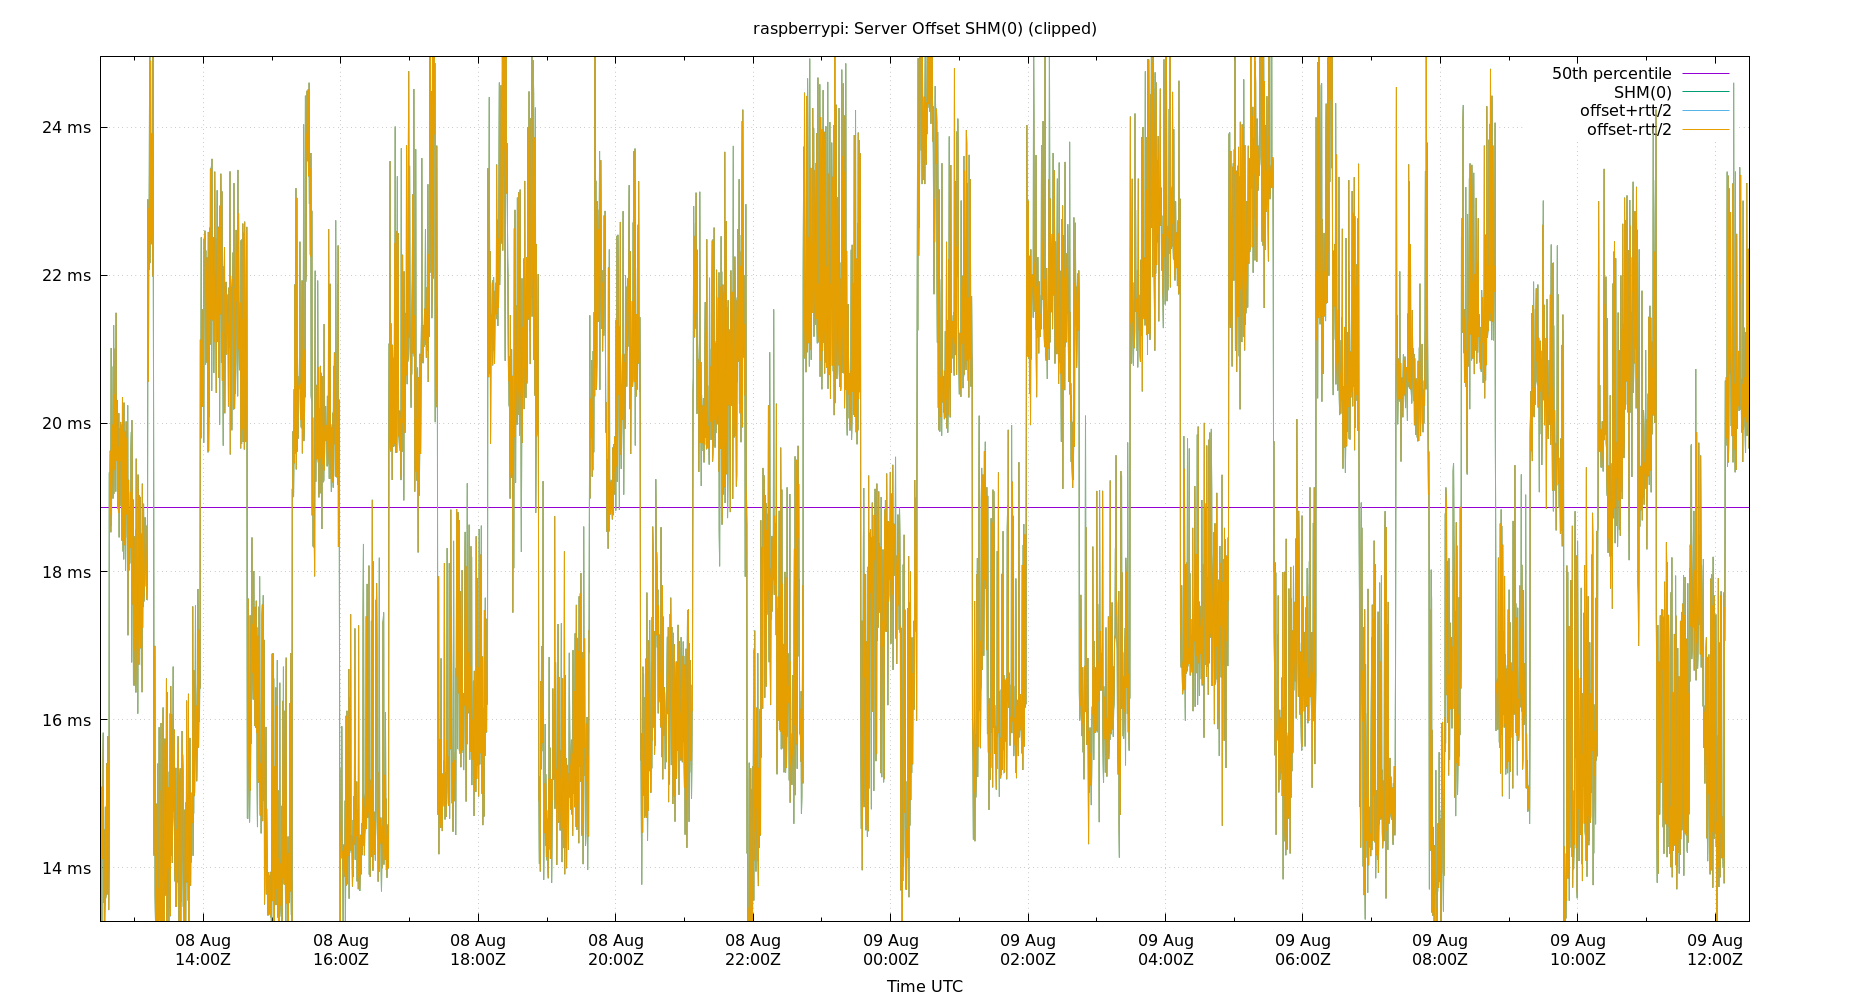 raspberrypi: Server Offset SHM(0) (clipped)
50th percentile
SHM(0)
offset+rtt/2
offset-rtt/2
24 ms
22 ms
20 ms
18 ms
16 ms
14 ms
08 Aug 08 Aug 08 Aug 08 Aug 08 Aug 09 Aug 09 Aug 09 Aug 09 Aug 09 Aug 09 Aug 09 Aug
14:00Z 16:00Z 18:00Z 20:00Z 22:00Z 00:00Z 02:00Z 04:00Z 06:00Z 08:00Z 10:00Z 12:00Z
Time UTC